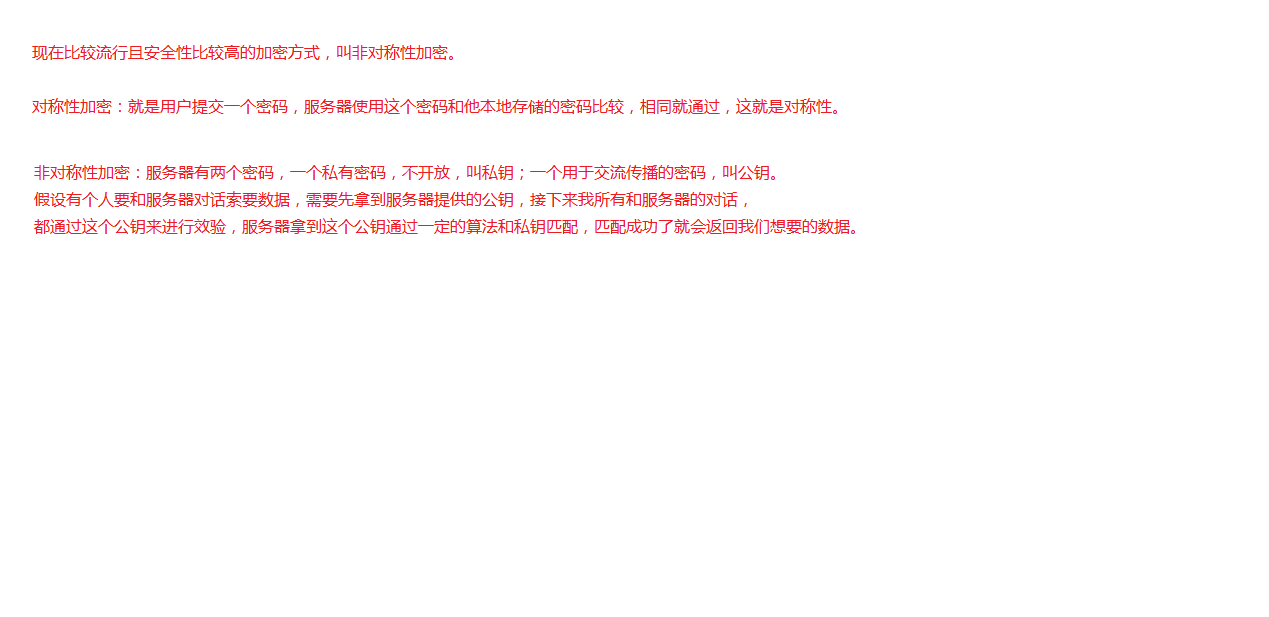 现在比较流行且安全性比较高的加密方式，叫非对称性加密。
对称性加密：就是用户提交一个密码，服务器使用这个密码和他本地存储的密码比较，相同就通过，这就是对称性。
非对称性加密：服务器有两个密码，一个私有密码，不开放，叫私钥；一个用于交流传播的密码，叫公钥。
假设有个人要和服务器对话索要数据，需要先拿到服务器提供的公钥，接下来我所有和服务器的对话，
都通过这个公钥来进行效验，服务器拿到这个公钥通过一定的算法和私钥匹配，匹配成功了就会返回我们想要的数据。